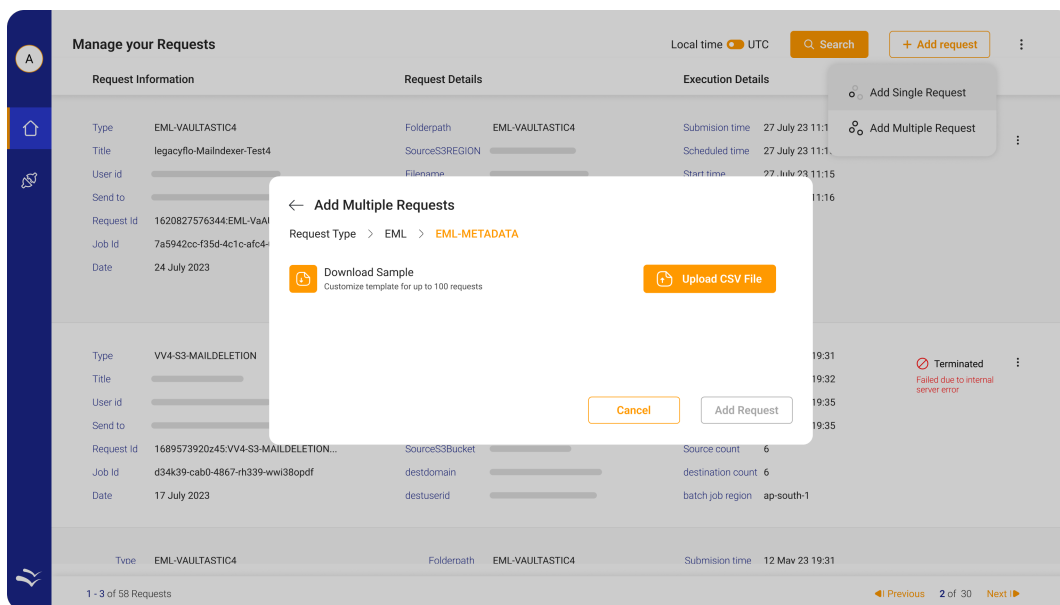 A
Manage your Requests
Local time UTC
Search
+ Add request
Request Information
Request Details
Execution Details
Add Single Request
Add Multiple Request
Type EML-VAULTASTIC4
Folderpath EML-VAULTASTIC4
Submision time 27 July 23 11:1
Title legacyflo-MaiIndexer-Test4
SourceS3REGION
Scheduled time 27 July 23 11:1
User id
Filename
Start time 27 July 23 11:15
Send to
11:16
Request Id 1620827576344:EML-VaA
Job Id 7a5942cc-f35d-4c1c-afc4-
Date 24 July 2023
Add Multiple Requests
Request Type > EML > EML-METADATA
Download Sample
Customize template for up to 100 requests
Upload CSV File
Cancel
Add Request
Type VV4-S3-MAILDELETION
19:31
Terminated
Title
19:32
Failed due to internal
server error
User id
19:35
Send to
19:35
Request Id 1689573920z45:VV4-S3-MAILDELETION...
SourceS3Bucket
Source count 6
Job Id d34k39-cab0-4867-rh339-wwi38opdf
destdomain
destination count 6
Date 17 July 2023
destuserid
batch job region ap-south-1
Type EML-VAULTASTIC4
Folderpath EML-VAULTASTIC4
Submision time 12 May 23 19:31
1 - 3 of 58 Requests
Previous 2 of 30 Next